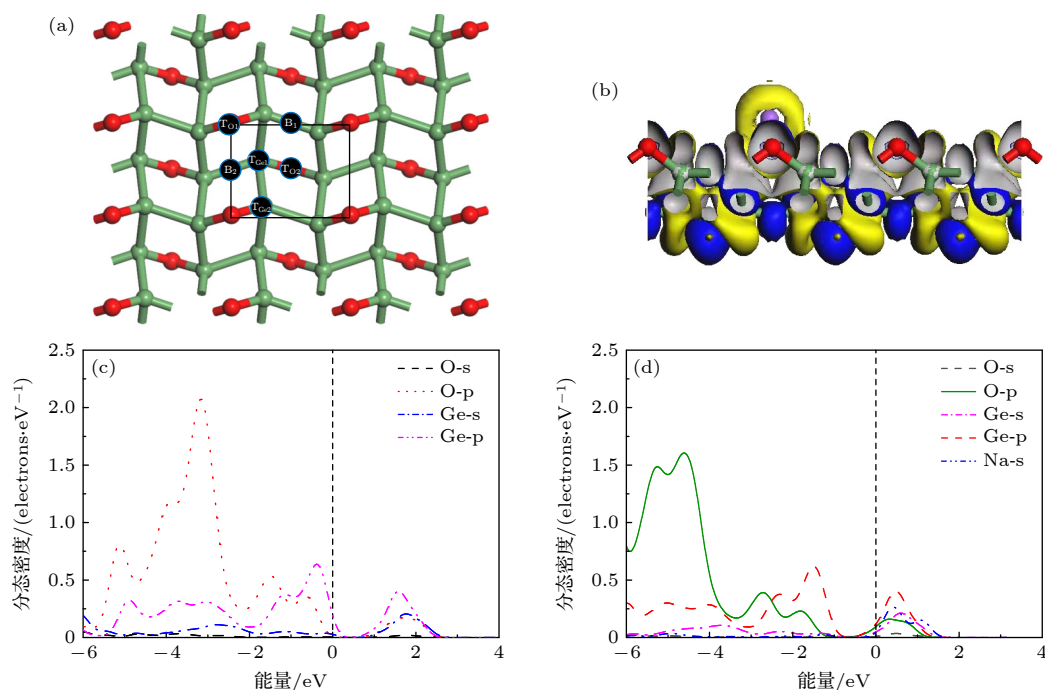 (a)
T_O1
B_1
B_2
T_Ge1
T_O2
T_Ge2
(b)
(c)
O-s
O-p
Ge-s
Ge-p
分态密度/(electrons·eV⁻¹)
2.5
2.0
1.5
1.0
0.5
0
−6 −4 −2 0 2 4
能量/eV
(d)
O-s
O-p
Ge-s
Ge-p
Na-s
分态密度/(electrons·eV⁻¹)
2.5
2.0
1.5
1.0
0.5
0
−6 −4 −2 0 2 4
能量/eV